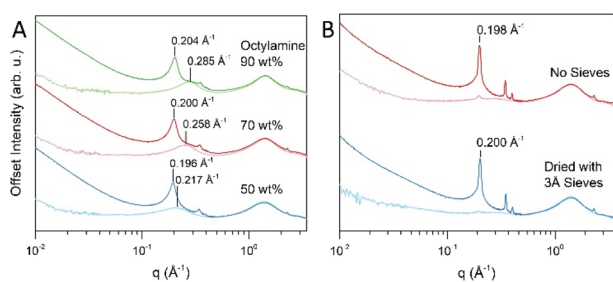 A
0.204 Å-1
Octylamine
0.285 Å-1
90 wt%
0.200 Å-1
0.258 Å-1
70 wt%
0.196 Å-1
0.217 Å-1
50 wt%
Offset Intensity (arb. u.)
10-2
10-1
100
q (Å-1)
B
0.198 Å-1
No Sieves
0.200 Å-1
Dried with
3Å Sieves
10-2
10-1
100
q (Å-1)